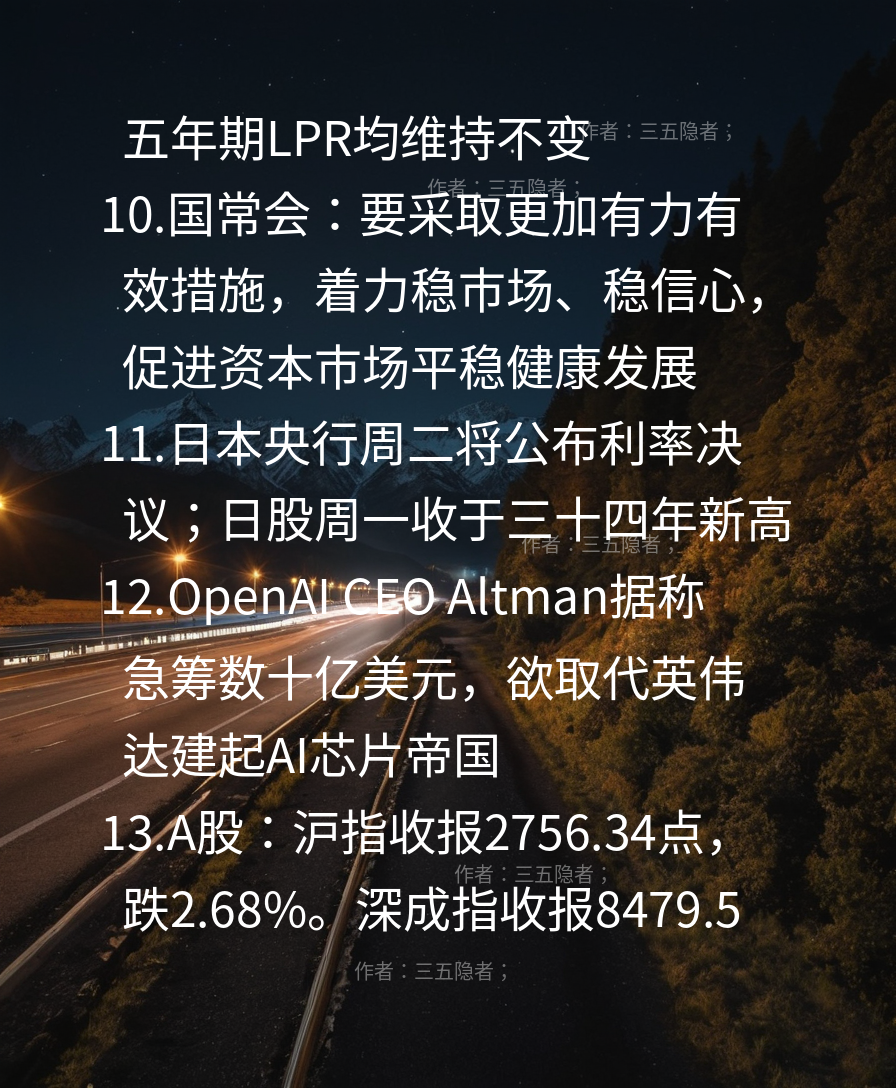 五年期LPR均维持不变
作者：三五隐者；
作者：三五隐者；
10.国常会：要采取更加有力有
效措施，着力稳市场、稳信心，
促进资本市场平稳健康发展
11.日本央行周二将公布利率决
议；日股周一收于三十四年新高
作者：三五隐者；
12.OpenAI CEO Altman据称
急筹数十亿美元，欲取代英伟
达建起AI芯片帝国
13.A股：沪指收报2756.34点，
作者：三五隐者；
跌2.68%。深成指收报8479.5
作者：三五隐者；